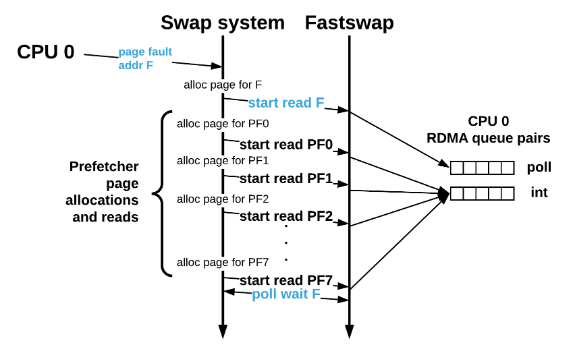 Swap system Fastswap
CPU 0
page fault
addr F
alloc page for F
start read F
alloc page for PF0
start read PF0
alloc page for PF1
start read PF1
alloc page for PF2
start read PF2
.
.
.
alloc page for PF7
start read PF7
poll wait F
Prefetcher
page
allocations
and reads
CPU 0
RDMA queue pairs
poll
int